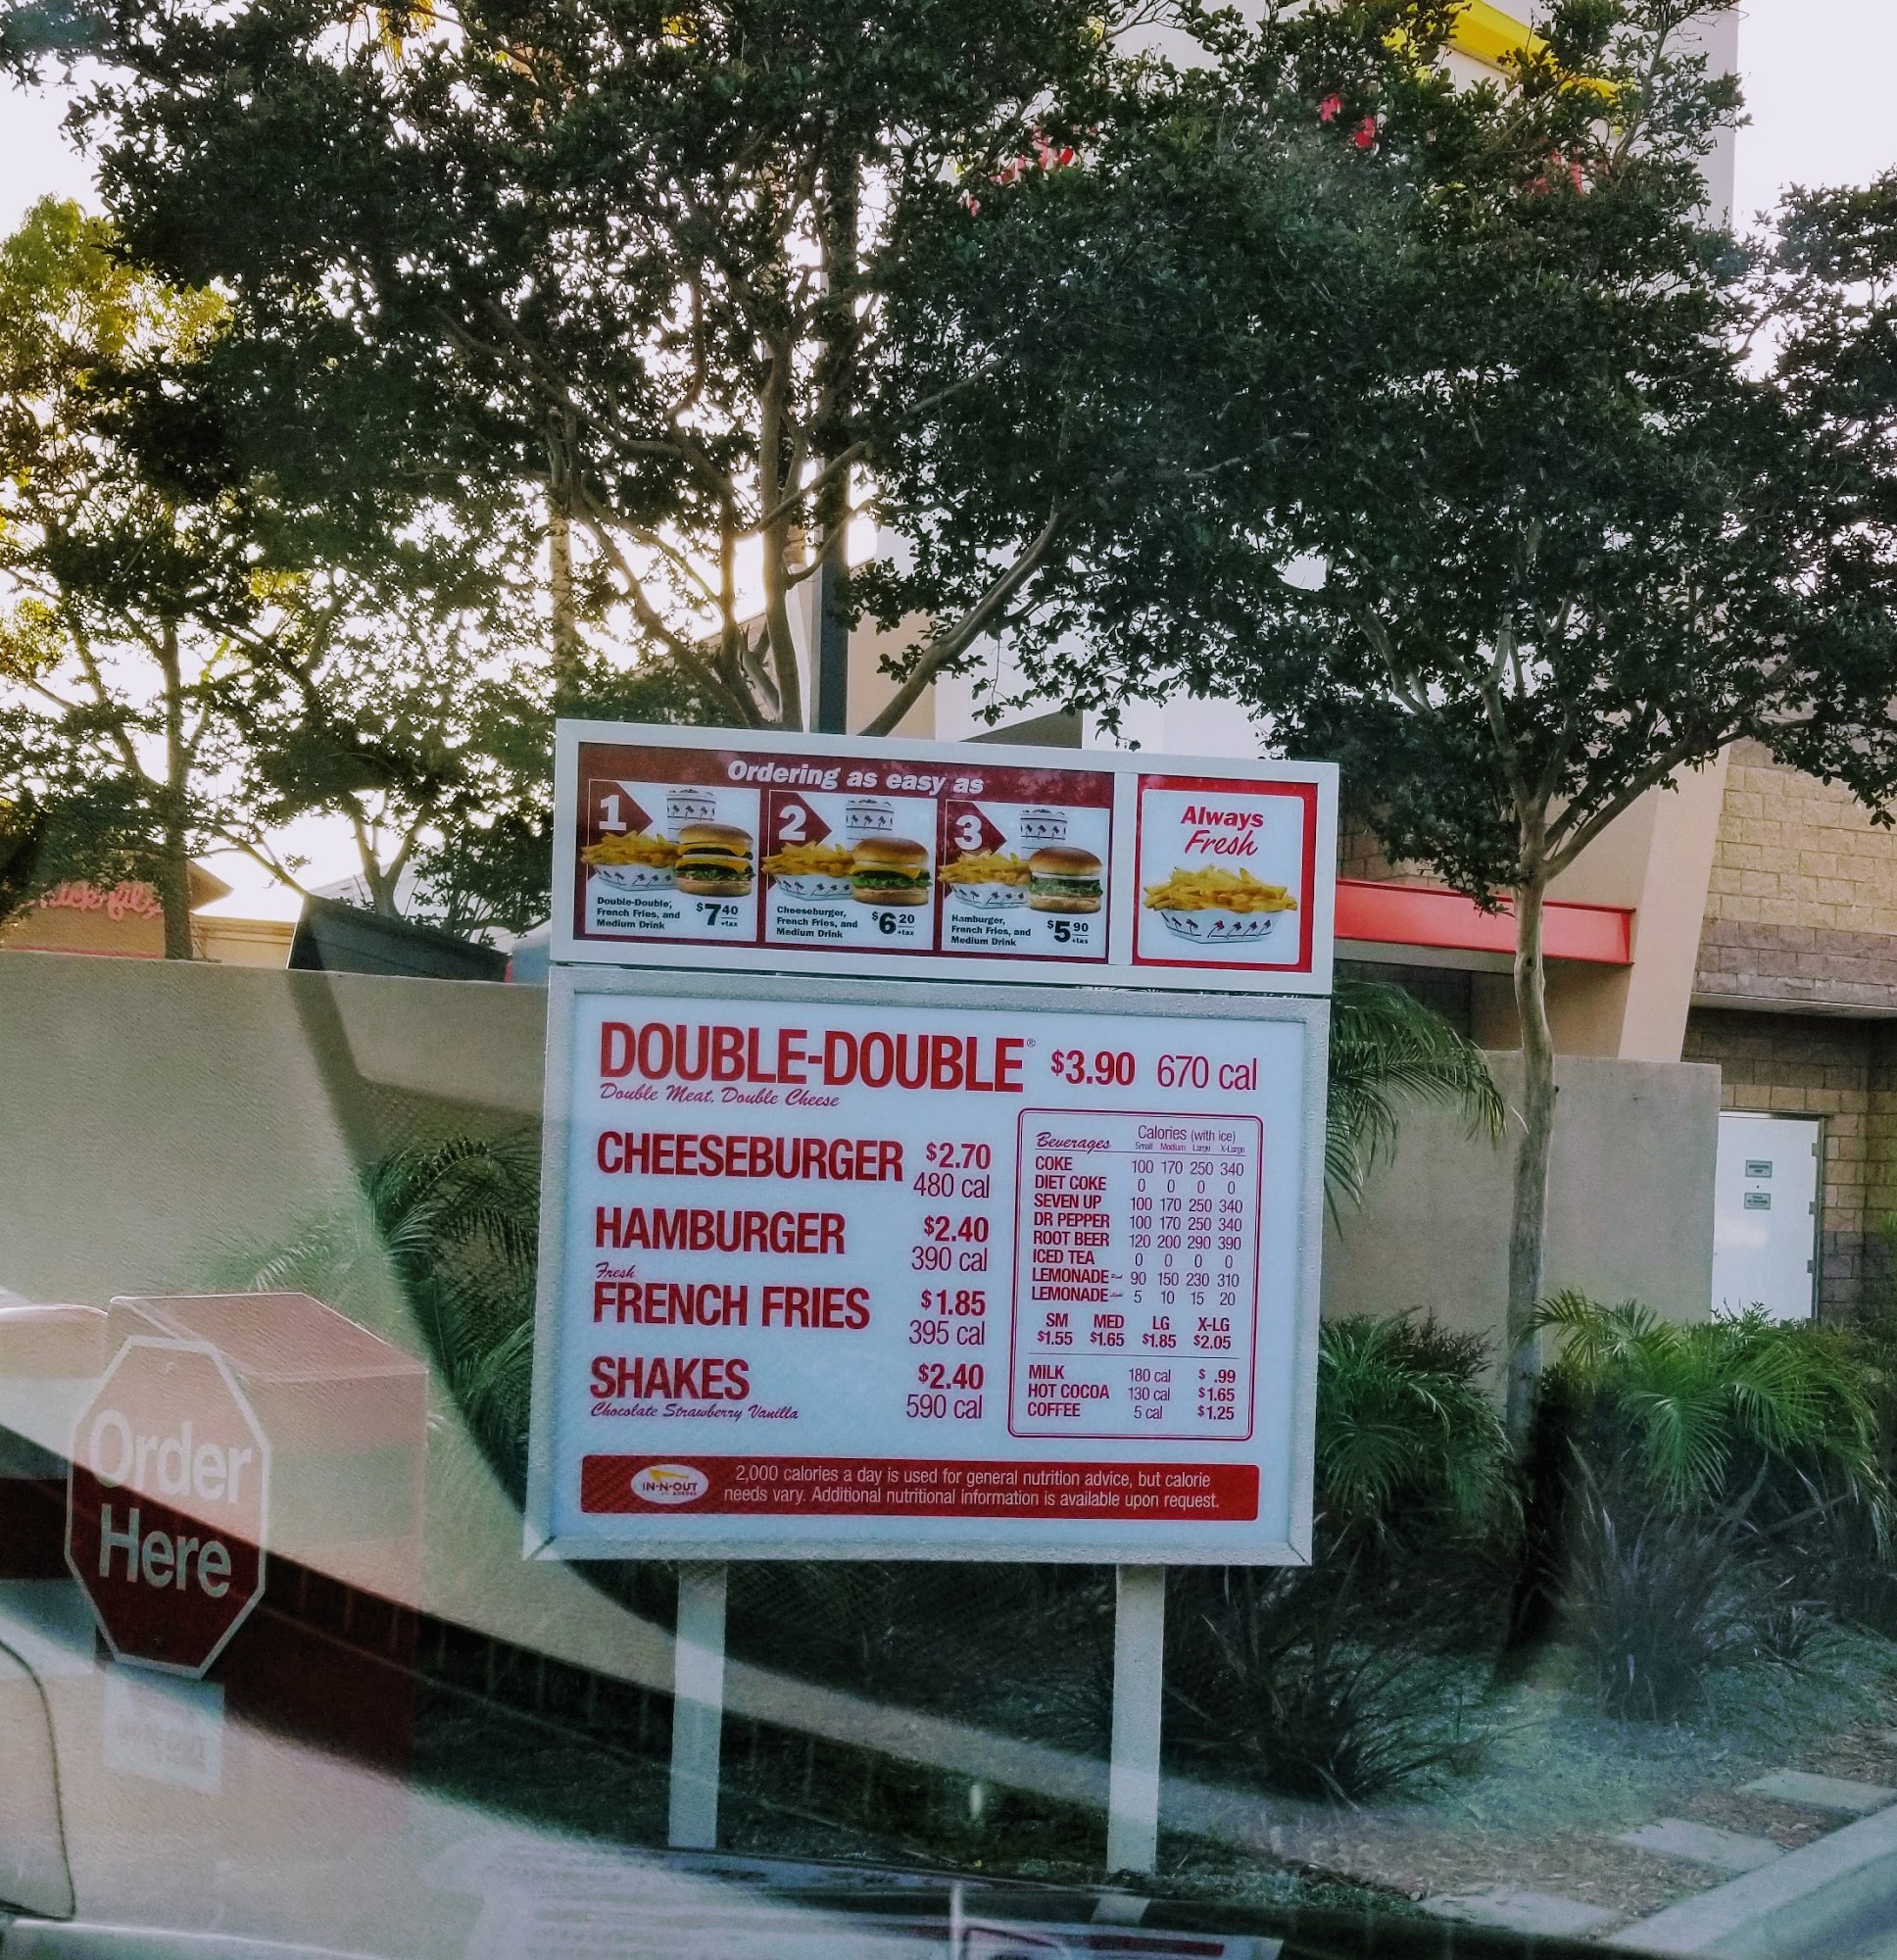 Ordering as easy as
1
Double-Double,
French Fries, and
Medium Drink
$7 40
+tax
2
Cheeseburger,
French Fries, and
Medium Drink
$6 20
+tax
3
Hamburger,
French Fries, and
Medium Drink
$5 90
+tax
Always
Fresh
DOUBLE-DOUBLE® $3.90 670 cal
Double Meat. Double Cheese
CHEESEBURGER $2.70
480 cal
HAMBURGER $2.40
390 cal
Fresh
FRENCH FRIES $1.85
395 cal
SHAKES $2.40
590 cal
Chocolate Strawberry Vanilla
Beverages Calories (with ice)
Small Medium Large X-Large
COKE 100 170 250 340
DIET COKE 0 0 0 0
SEVEN UP 100 170 250 340
DR PEPPER 100 170 250 340
ROOT BEER 120 200 290 390
ICED TEA 0 0 0 0
LEMONADE 90 150 230 310
LEMONADE 5 10 15 20
SM MED LG X-LG
$1.55 $1.65 $1.85 $2.05
MILK 180 cal $ .99
HOT COCOA 130 cal $1.65
COFFEE 5 cal $1.25
IN-N-OUT
BURGER
2,000 calories a day is used for general nutrition advice, but calorie
needs vary. Additional nutritional information is available upon request.
Order
Here